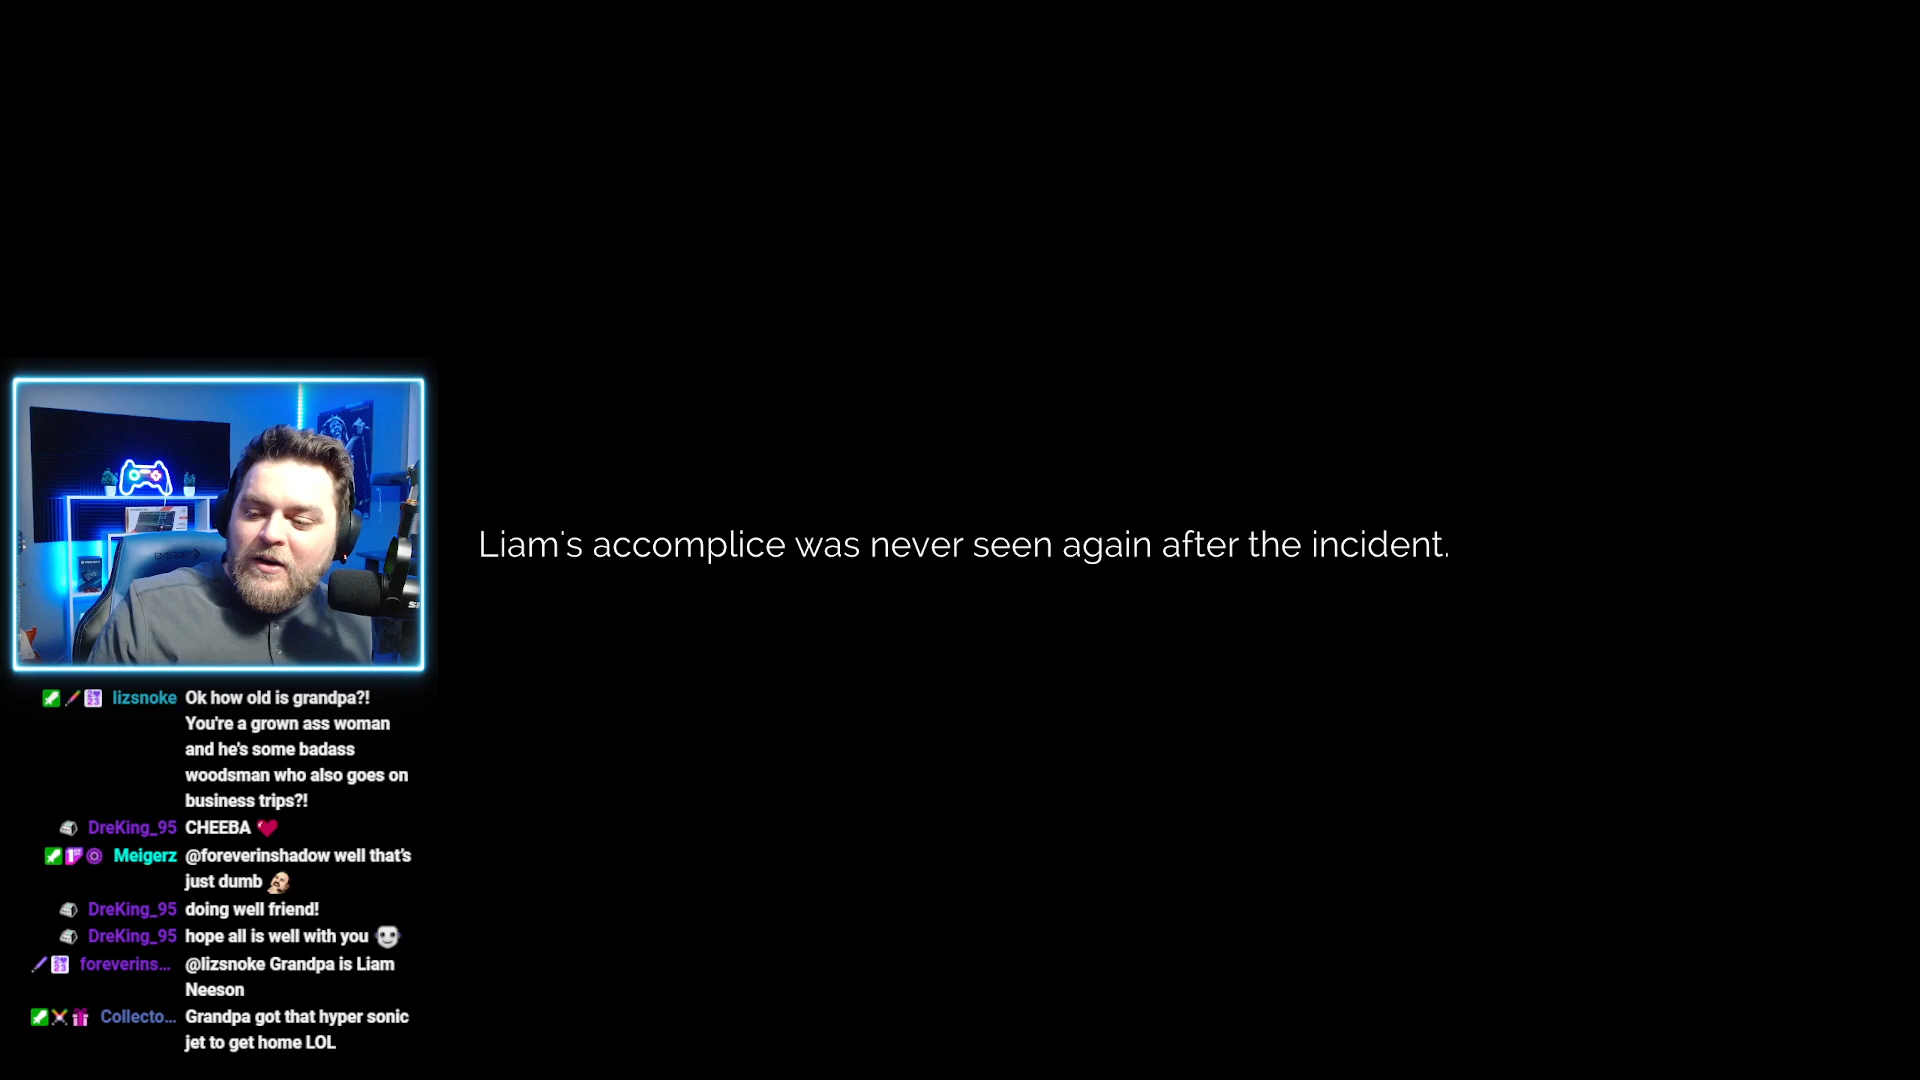 Liam's accomplice was never seen again after the incident.
lizsnoke Ok how old is grandpa?!
You're a grown ass woman
and he's some badass
woodsman who also goes on
business trips?!
DreKing_95 CHEEBA
Meigerz @foreverinshadow well that's
just dumb
DreKing_95 doing well friend!
DreKing_95 hope all is well with you
foreverins... @lizsnoke Grandpa is Liam
Neeson
Collecto... Grandpa got that hyper sonic
jet to get home LOL